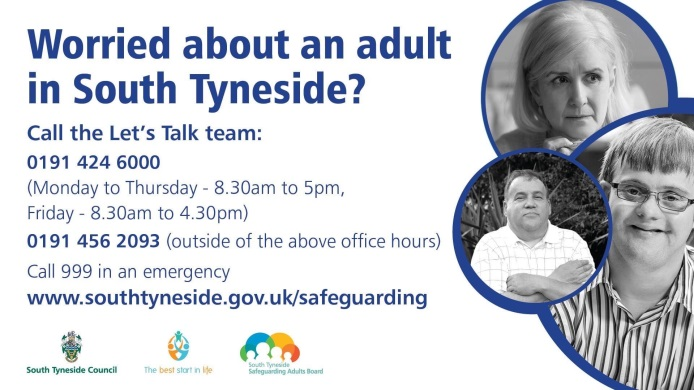 Worried about an adult
in South Tyneside?
Call the Let's Talk team:
0191 424 6000
(Monday to Thursday - 8.30am to 5pm,
Friday - 8.30am to 4.30pm)
0191 456 2093 (outside of the above office hours)
Call 999 in an emergency
www.southtyneside.gov.uk/safeguarding
South Tyneside Council
The best start in life
South Tyneside
Safeguarding Adults Board